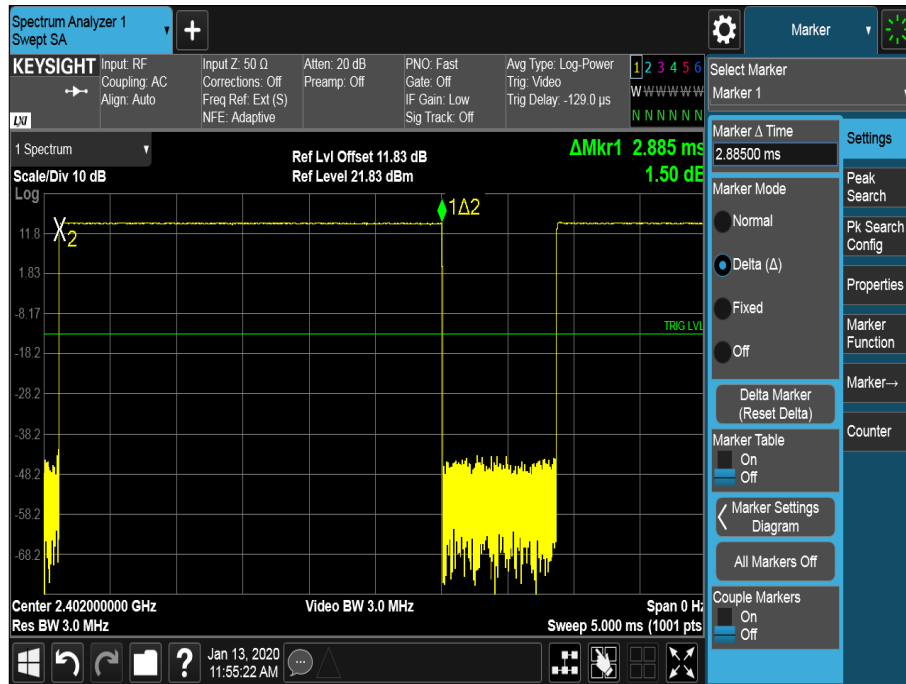 Spectrum Analyzer 1
Swept SA
+
Marker
KEYSIGHT
Input: RF
Coupling: AC
Align: Auto
LXI
Input Z: 50 Ω
Corrections: Off
Freq Ref: Ext (S)
NFE: Adaptive
Atten: 20 dB
Preamp: Off
PNO: Fast
Gate: Off
IF Gain: Low
Sig Track: Off
Avg Type: Log-Power
Trig: Video
Trig Delay: -129.0 µs
1 2 3 4 5 6
W W W W W W
N N N N N N
Select Marker
Marker 1
1 Spectrum
Scale/Div 10 dB
Log
Ref Lvl Offset 11.83 dB
Ref Level 21.83 dBm
ΔMkr1 2.885 ms
1.50 dB
1Δ2
X2
11.8
1.83
-8.17
-18.2
-28.2
-38.2
-48.2
-58.2
-68.2
TRIG LVL
Center 2.402000000 GHz
Res BW 3.0 MHz
Video BW 3.0 MHz
Span 0 Hz
Sweep 5.000 ms (1001 pts
Marker Δ Time
2.88500 ms
Marker Mode
Normal
Delta (Δ)
Fixed
Off
Delta Marker
(Reset Delta)
Marker Table
On
Off
Marker Settings
Diagram
All Markers Off
Couple Markers
On
Off
Settings
Peak
Search
Pk Search
Config
Properties
Marker
Function
Marker→
Counter
?
Jan 13, 2020
11:55:22 AM